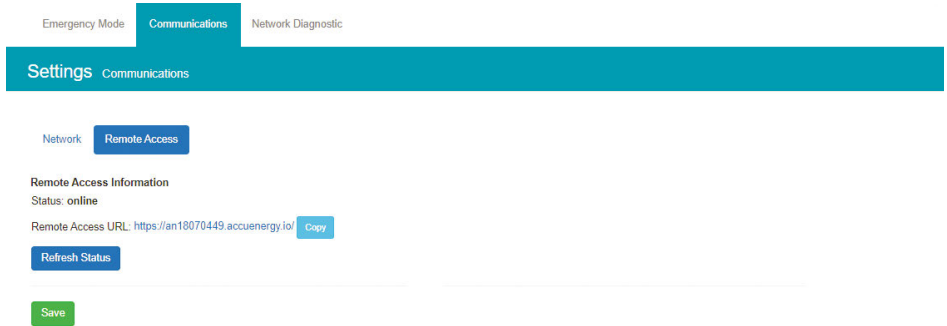 Emergency Mode Communications Network Diagnostic
Settings Communications
Network Remote Access
Remote Access Information
Status: online
Remote Access URL: https://an18070449.accuenergy.io/ Copy
Refresh Status
Save